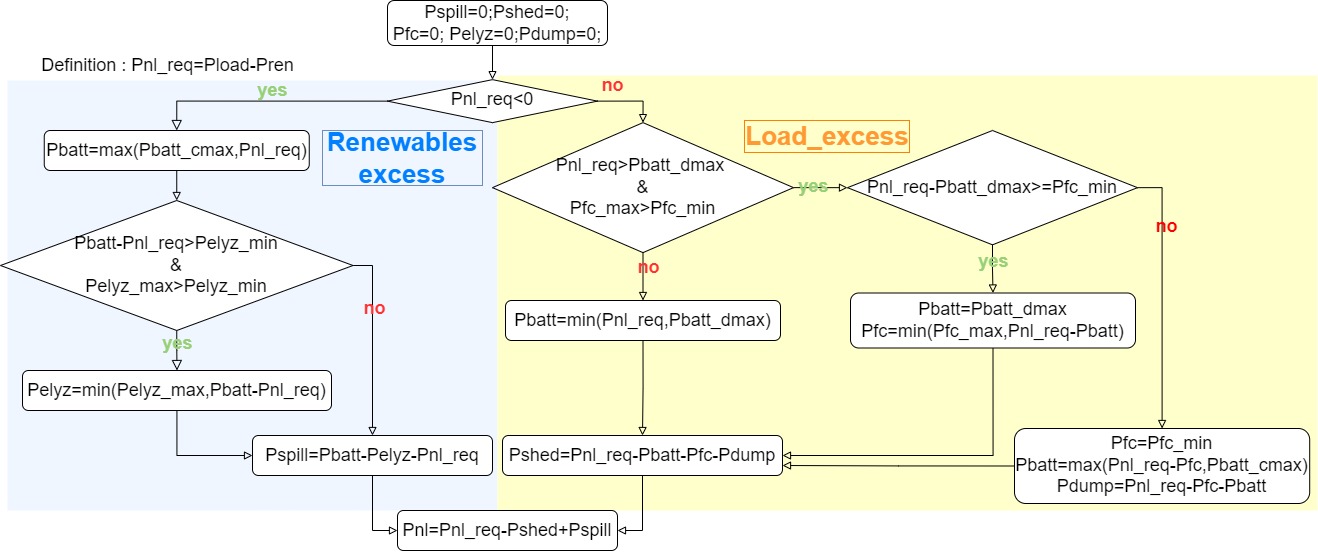 Pspill=0;Pshed=0;
Pfc=0; Pelyz=0;Pdump=0;
Definition : Pnl_req=Pload-Pren
yes
Pnl_req<0
no
Pbatt=max(Pbatt_cmax,Pnl_req)
Renewables
excess
Load_excess
Pnl_req>Pbatt_dmax
&
Pfc_max>Pfc_min
yes
Pnl_req-Pbatt_dmax>=Pfc_min
no
Pbatt-Pnl_req>Pelyz_min
&
Pelyz_max>Pelyz_min
no
yes
no
yes
Pbatt=min(Pnl_req,Pbatt_dmax)
Pbatt=Pbatt_dmax
Pfc=min(Pfc_max,Pnl_req-Pbatt)
Pelyz=min(Pelyz_max,Pbatt-Pnl_req)
Pspill=Pbatt-Pelyz-Pnl_req
Pshed=Pnl_req-Pbatt-Pfc-Pdump
Pfc=Pfc_min
Pbatt=max(Pnl_req-Pfc,Pbatt_cmax)
Pdump=Pnl_req-Pfc-Pbatt
Pnl=Pnl_req-Pshed+Pspill